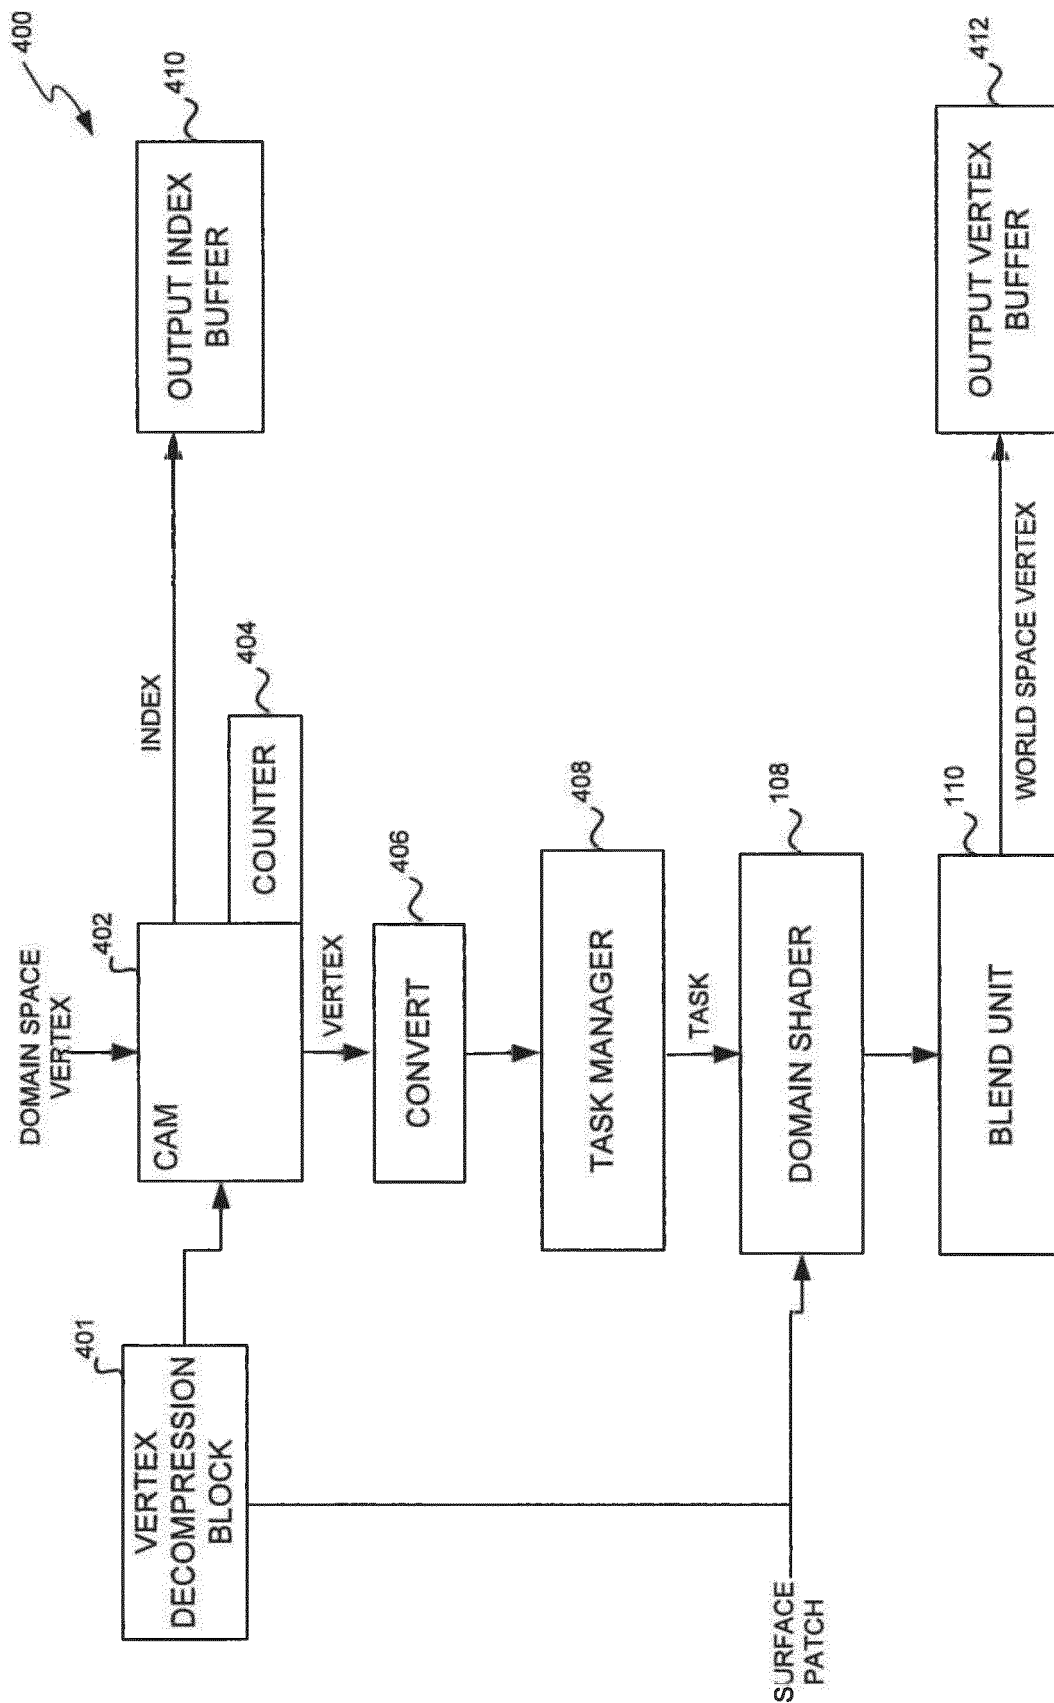 400
DOMAIN SPACE
VERTEX
VERTEX
DECOMPRESSION
BLOCK
401
CAM
402
COUNTER
404
INDEX
OUTPUT INDEX
BUFFER
410
VERTEX
CONVERT
406
TASK MANAGER
408
TASK
SURFACE
PATCH
DOMAIN SHADER
108
BLEND UNIT
110
WORLD SPACE VERTEX
OUTPUT VERTEX
BUFFER
412